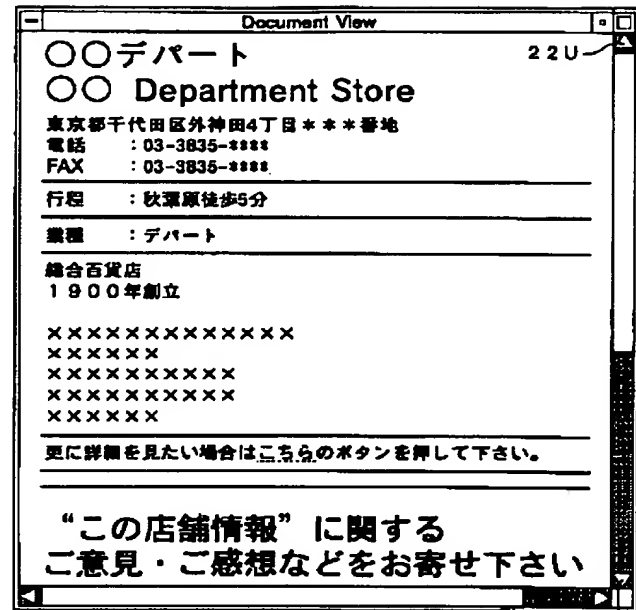 Document View
○○デパート
22U
○○ Department Store
東京都千代田区外神田4丁目＊＊＊番地
電話 ：03-3835-****
FAX ：03-3835-****
行程 ：秋葉原徒歩5分
業種 ：デパート
総合百貨店
１９００年創立
×××××××××××××
××××××
××××××××××
××××××××××
××××××
更に詳細を見たい場合はこちらのボタンを押して下さい。
“この店舗情報”に関する
ご意見・ご感想などをお寄せ下さい